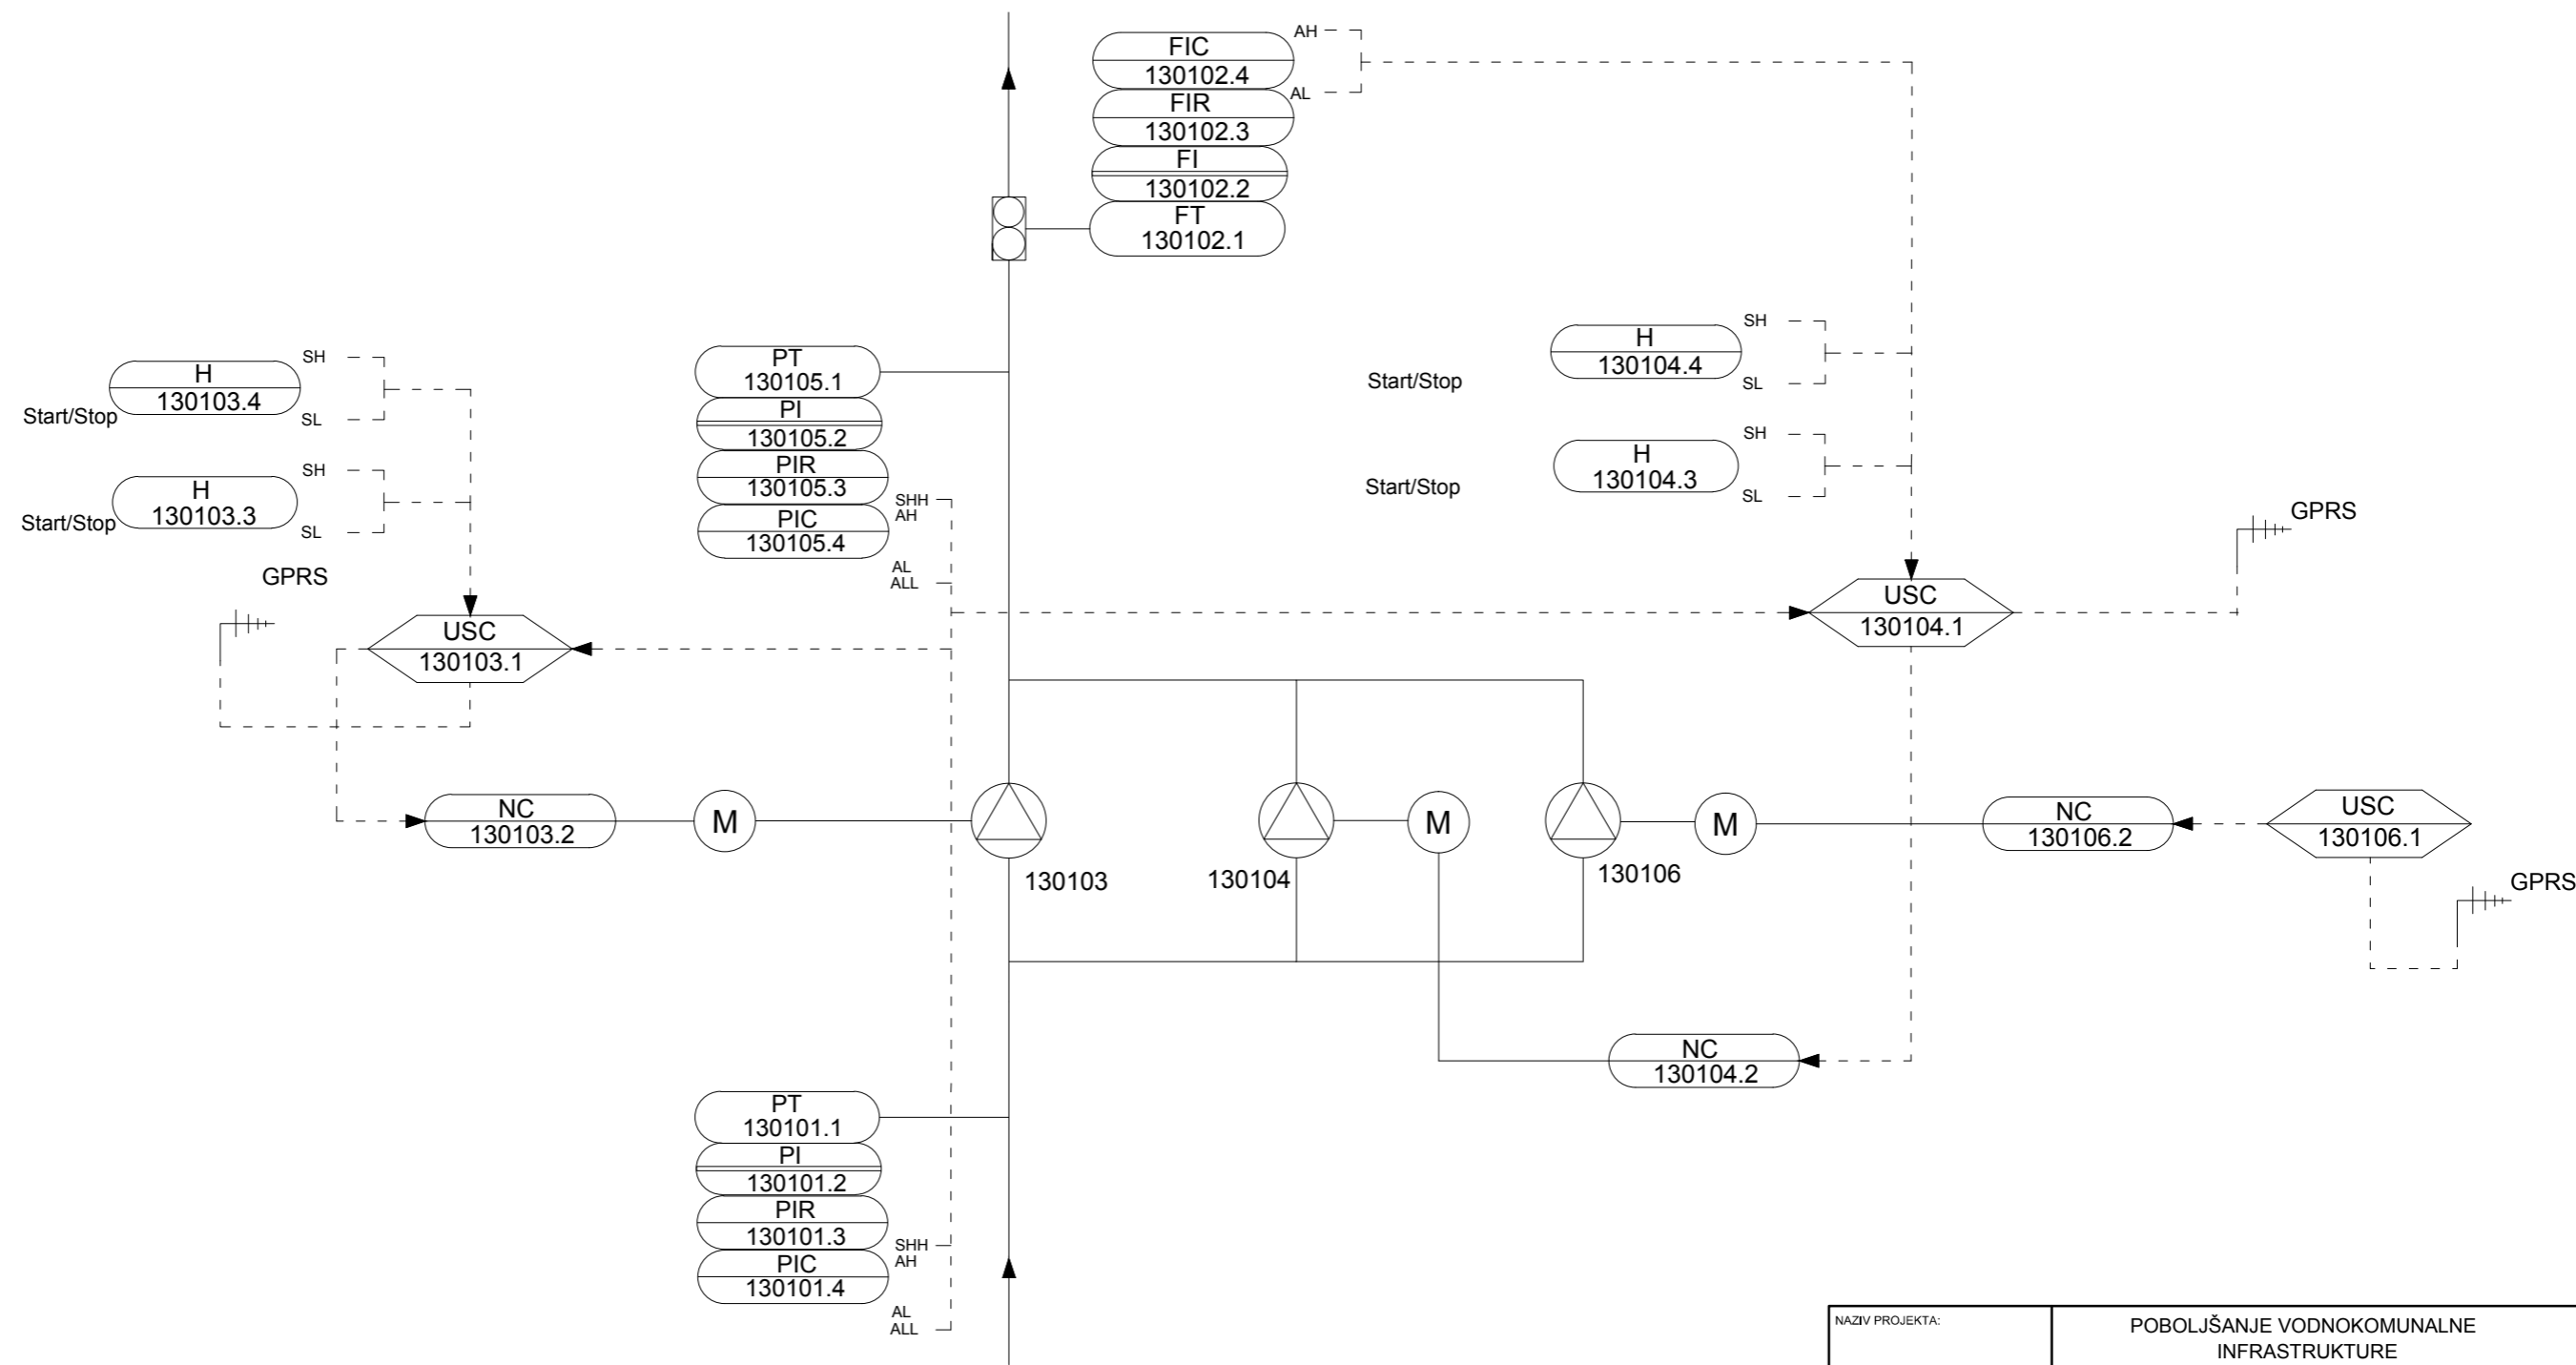 FIC
130102.4
AH
AL
FIR
130102.3
FI
130102.2
FT
130102.1
H
130103.4
Start/Stop
SH
SL
H
130103.3
Start/Stop
SH
SL
GPRS
USC
130103.1
PT
130105.1
PI
130105.2
PIR
130105.3
PIC
130105.4
SHH
AH
AL
ALL
H
130104.4
Start/Stop
SH
SL
H
130104.3
Start/Stop
SH
SL
GPRS
USC
130104.1
NC
130103.2
M
130103
130104
M
130106
M
NC
130106.2
USC
130106.1
GPRS
NC
130104.2
PT
130101.1
PI
130101.2
PIR
130101.3
PIC
130101.4
SHH
AH
AL
ALL
NAZIV PROJEKTA:
POBOLJŠANJE VODNOKOMUNALNE
INFRASTRUKTURE